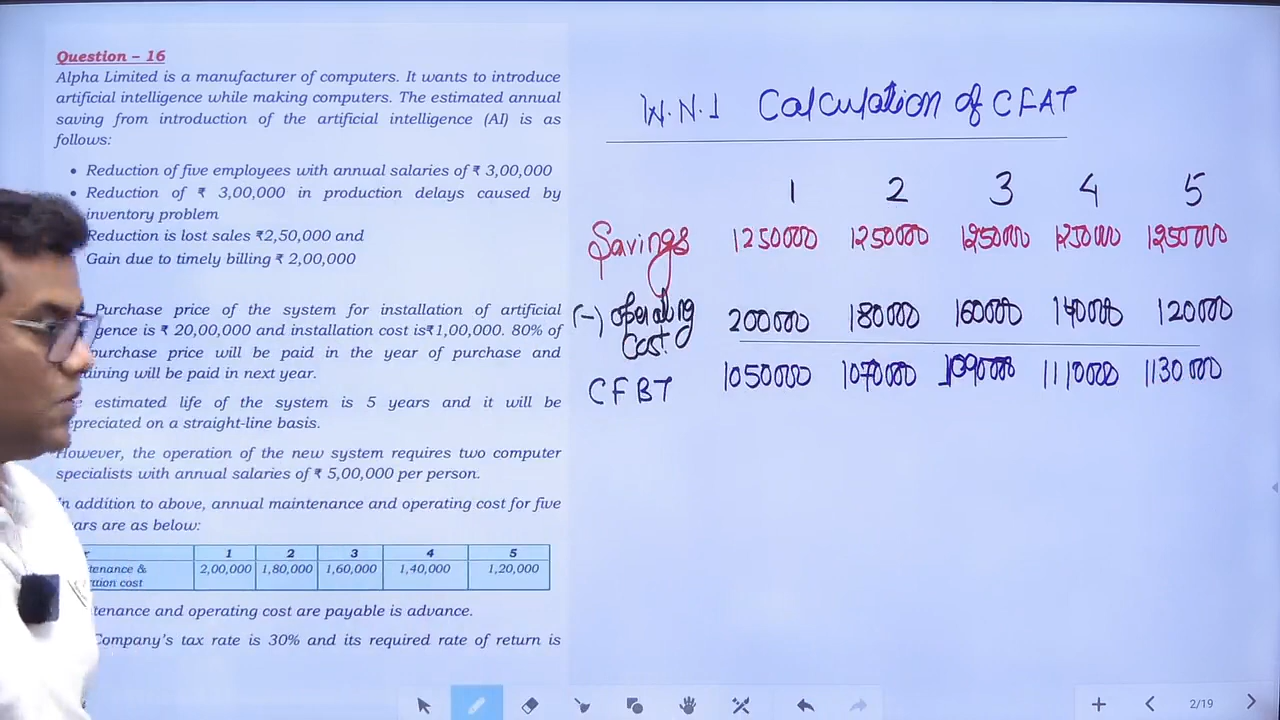 Question – 16
Alpha Limited is a manufacturer of computers. It wants to introduce
artificial intelligence while making computers. The estimated annual
saving from introduction of the artificial intelligence (AI) is as
follows:
• Reduction of five employees with annual salaries of ₹ 3,00,000
• Reduction of ₹ 3,00,000 in production delays caused by
inventory problem
Reduction is lost sales ₹2,50,000 and
Gain due to timely billing ₹ 2,00,000
Purchase price of the system for installation of artificial
is ₹ 20,00,000 and installation cost is₹1,00,000. 80% of
purchase price will be paid in the year of purchase and
will be paid in next year.
estimated life of the system is 5 years and it will be
on a straight-line basis.
However, the operation of the new system requires two computer
specialists with annual salaries of ₹ 5,00,000 per person.
In addition to above, annual maintenance and operating cost for five
are as below:
1 2 3 4 5
& 2,00,000 1,80,000 1,60,000 1,40,000 1,20,000
cost
and operating cost are payable is advance.
Company's tax rate is 30% and its required rate of return is
W.N.1 Calculation of CFAT
1 2 3 4 5
Savings 1250000 1250000 1250000 1250000 1250000
(-) Operating 200000 180000 160000 140000 120000
Cost.
CFBT 1050000 1070000 1090000 1110000 1130000
2/19